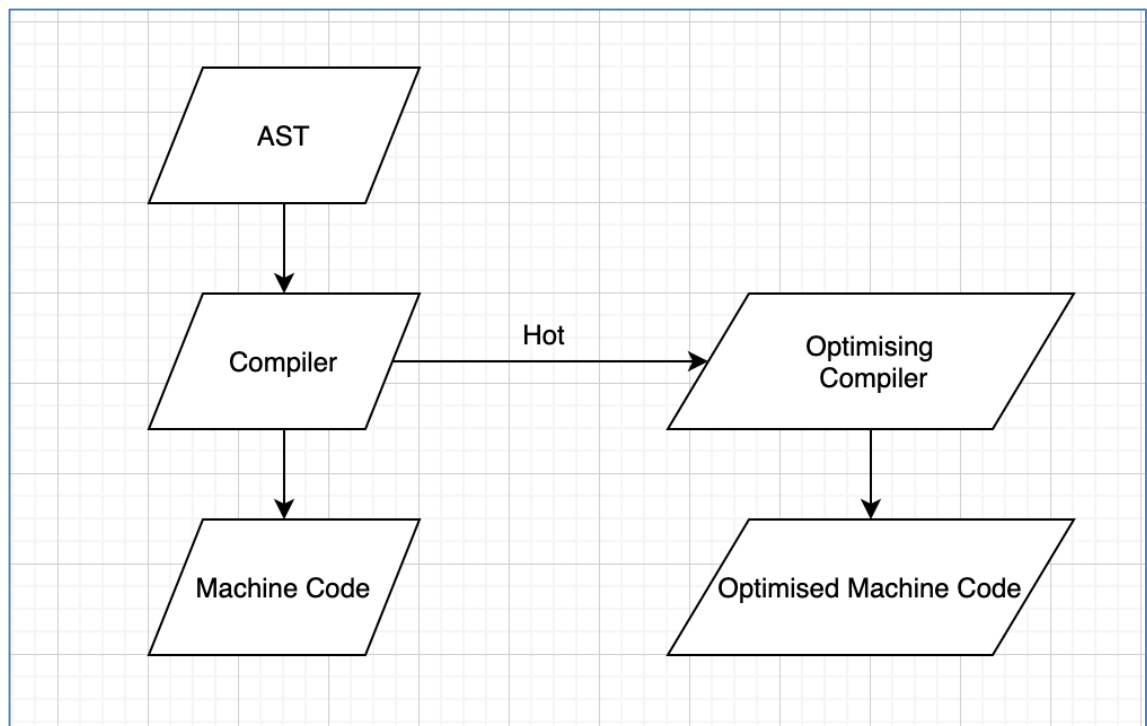 AST
Compiler
Hot
Optimising
Compiler
Machine Code
Optimised Machine Code